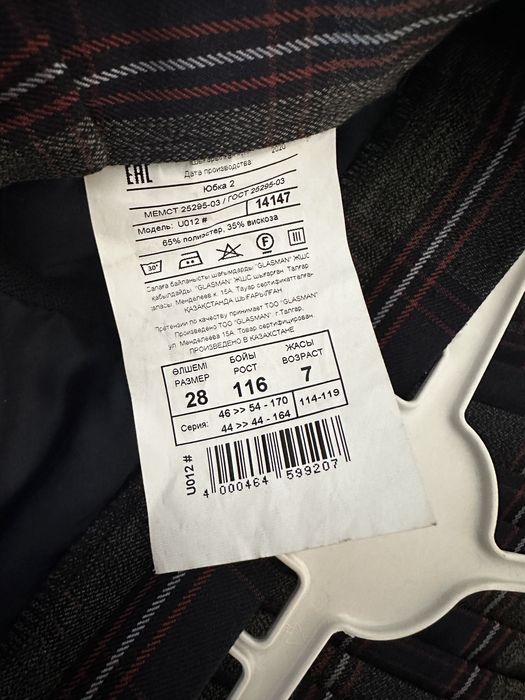 EAC
2020
Дата производства
Юбка 2
МЕМСТ 25295-03 / ГОСТ 25295-03
Модель: U012 # 14147
65% полиэстер, 35% вискоза
30° F
Сапаға байланысты шағымдарды "GLASMAN" ЖШС
қабылдайды "GLASMAN" ЖШС шығарған. Талғар
қаласы. Менделеев к. 15А. Тауар сертификатталған.
ҚАЗАҚСТАНДА ШЫҒАРЫЛҒАН
Претензии по качеству принимает ТОО "GLASMAN"
Произведено ТОО "GLASMAN" г.Талгар,
ул. Менделеева 15А. Товар сертифицирован.
ПРОИЗВЕДЕНО В КАЗАХСТАНЕ
ӨЛШЕМІ БОЙЫ ЖАСЫ
РАЗМЕР РОСТ ВОЗРАСТ
28 116 7
46 >> 54 - 170 114-119
Серия: 44 >> 44 - 164
U012 #
4 000464 599207